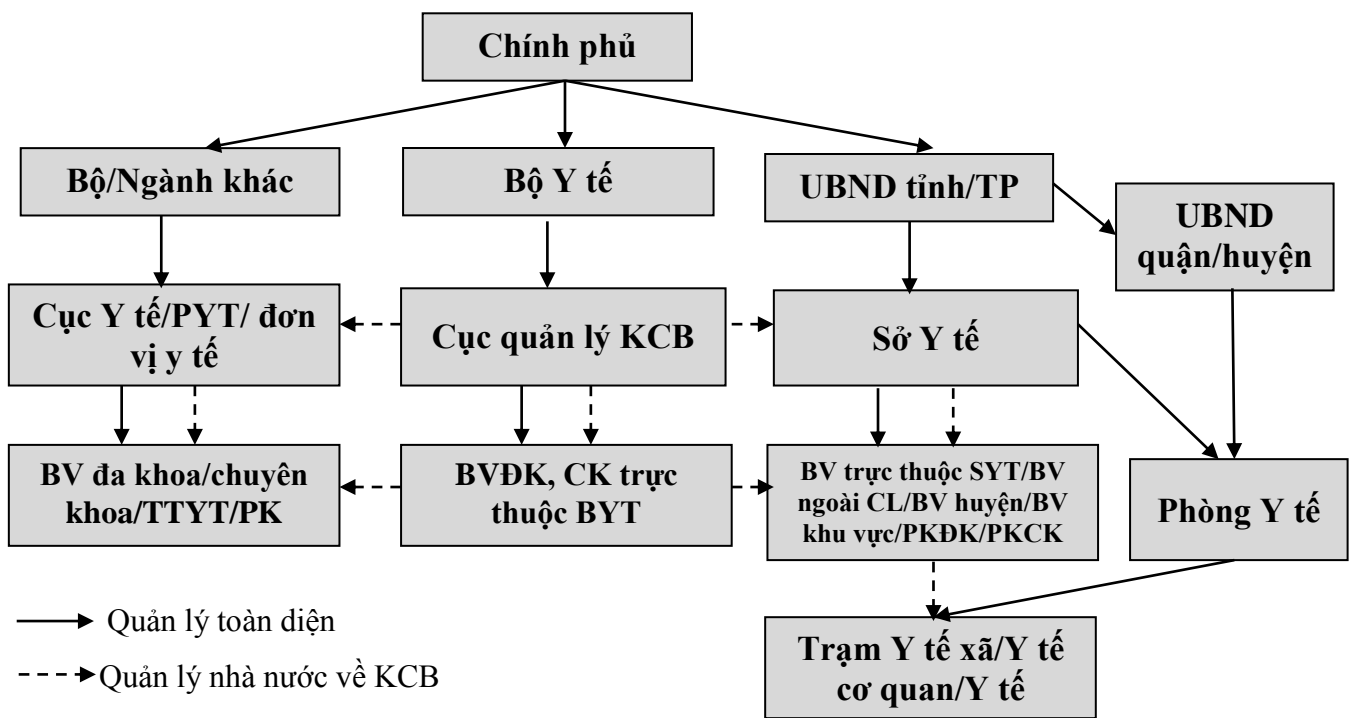 Chính phủ
Bộ/Ngành khác
Bộ Y tế
UBND tỉnh/TP
UBND
quận/huyện
Cục Y tế/PYT/ đơn
vị y tế
Cục quản lý KCB
Sở Y tế
BV đa khoa/chuyên
khoa/TTYT/PK
BVĐK, CK trực
thuộc BYT
BV trực thuộc SYT/BV
ngoài CL/BV huyện/BV
khu vực/PKĐK/PKCK
Phòng Y tế
Quản lý toàn diện
Quản lý nhà nước về KCB
Trạm Y tế xã/Y tế
cơ quan/Y tế